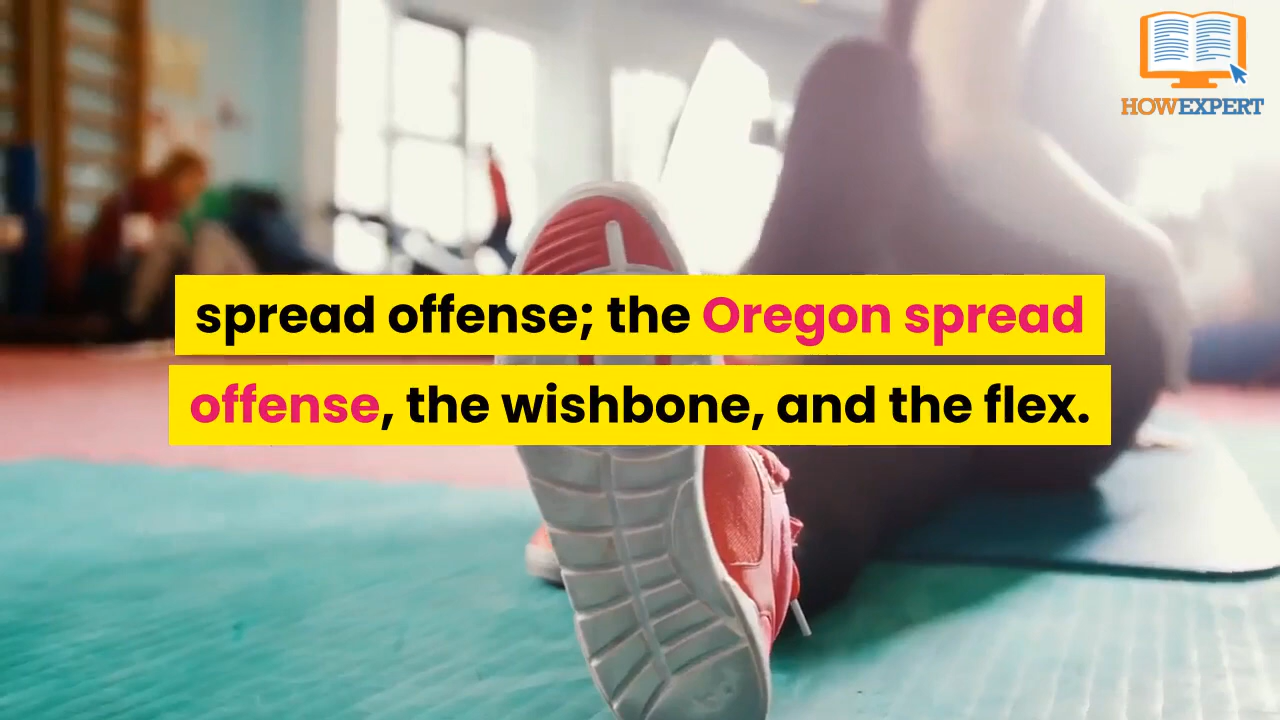 HOWEXPERT
spread offense; the Oregon spread
offense, the wishbone, and the flex.